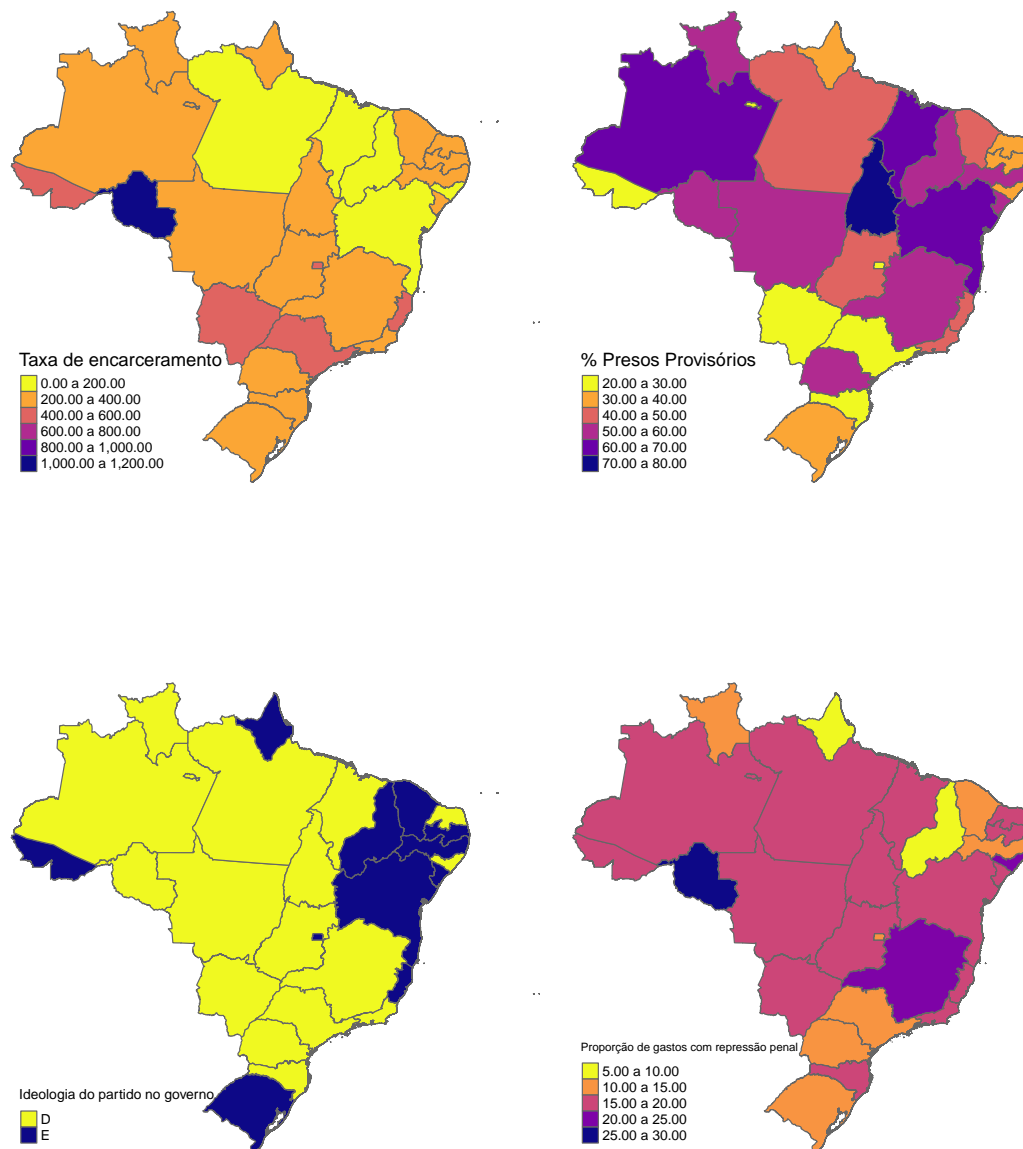 Taxa de encarceramento
0.00 a 200.00
200.00 a 400.00
400.00 a 600.00
600.00 a 800.00
800.00 a 1,000.00
1,000.00 a 1,200.00
% Presos Provisórios
20.00 a 30.00
30.00 a 40.00
40.00 a 50.00
50.00 a 60.00
60.00 a 70.00
70.00 a 80.00
Ideologia do partido no governo
D
E
Proporção de gastos com repressão penal
5.00 a 10.00
10.00 a 15.00
15.00 a 20.00
20.00 a 25.00
25.00 a 30.00